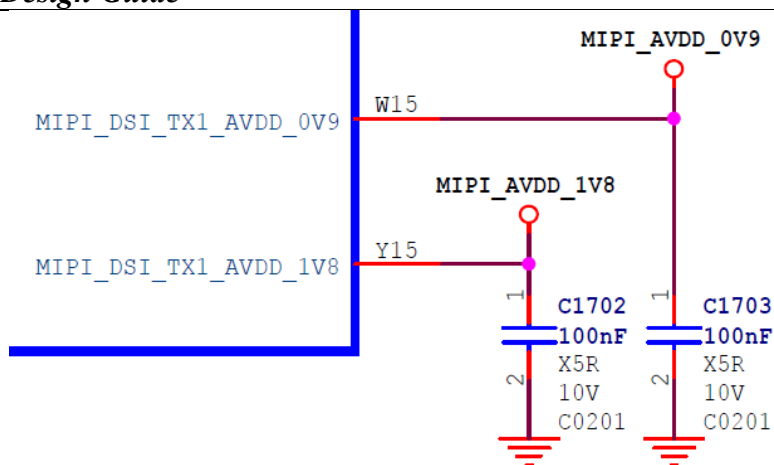 Design Guide
MIPI_AVDD_0V9
W15
MIPI_DSI_TX1_AVDD_0V9
MIPI_AVDD_1V8
Y15
MIPI_DSI_TX1_AVDD_1V8
1
C1702
1
C1703
100nF
100nF
X5R
X5R
2
2
10V
10V
C0201
C0201